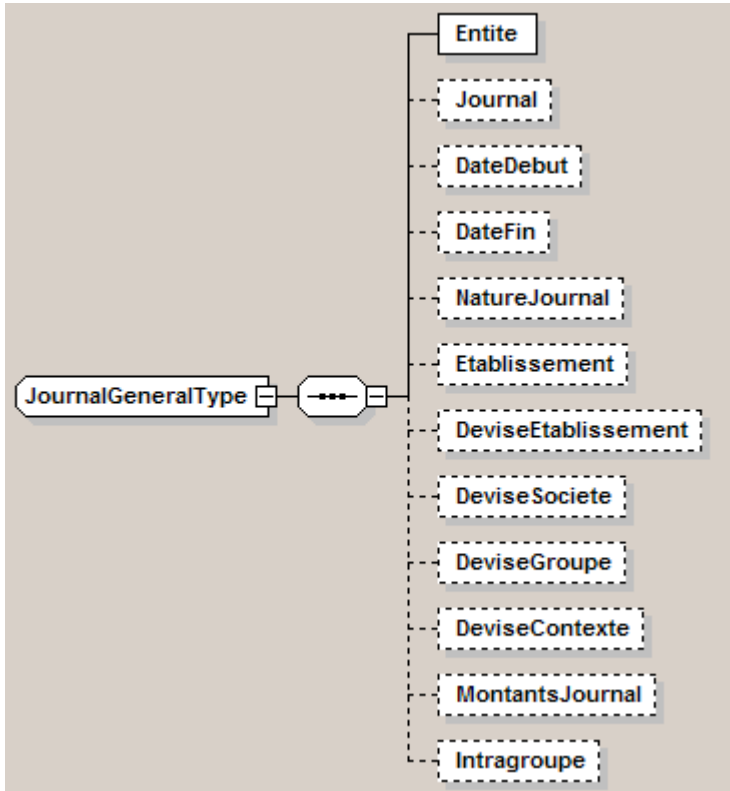 Entite
Journal
DateDebut
DateFin
NatureJournal
Etablissement
JournalGeneralType
DeviseEtablissement
DeviseSociete
DeviseGroupe
DeviseContexte
MontantsJournal
Intragroupe